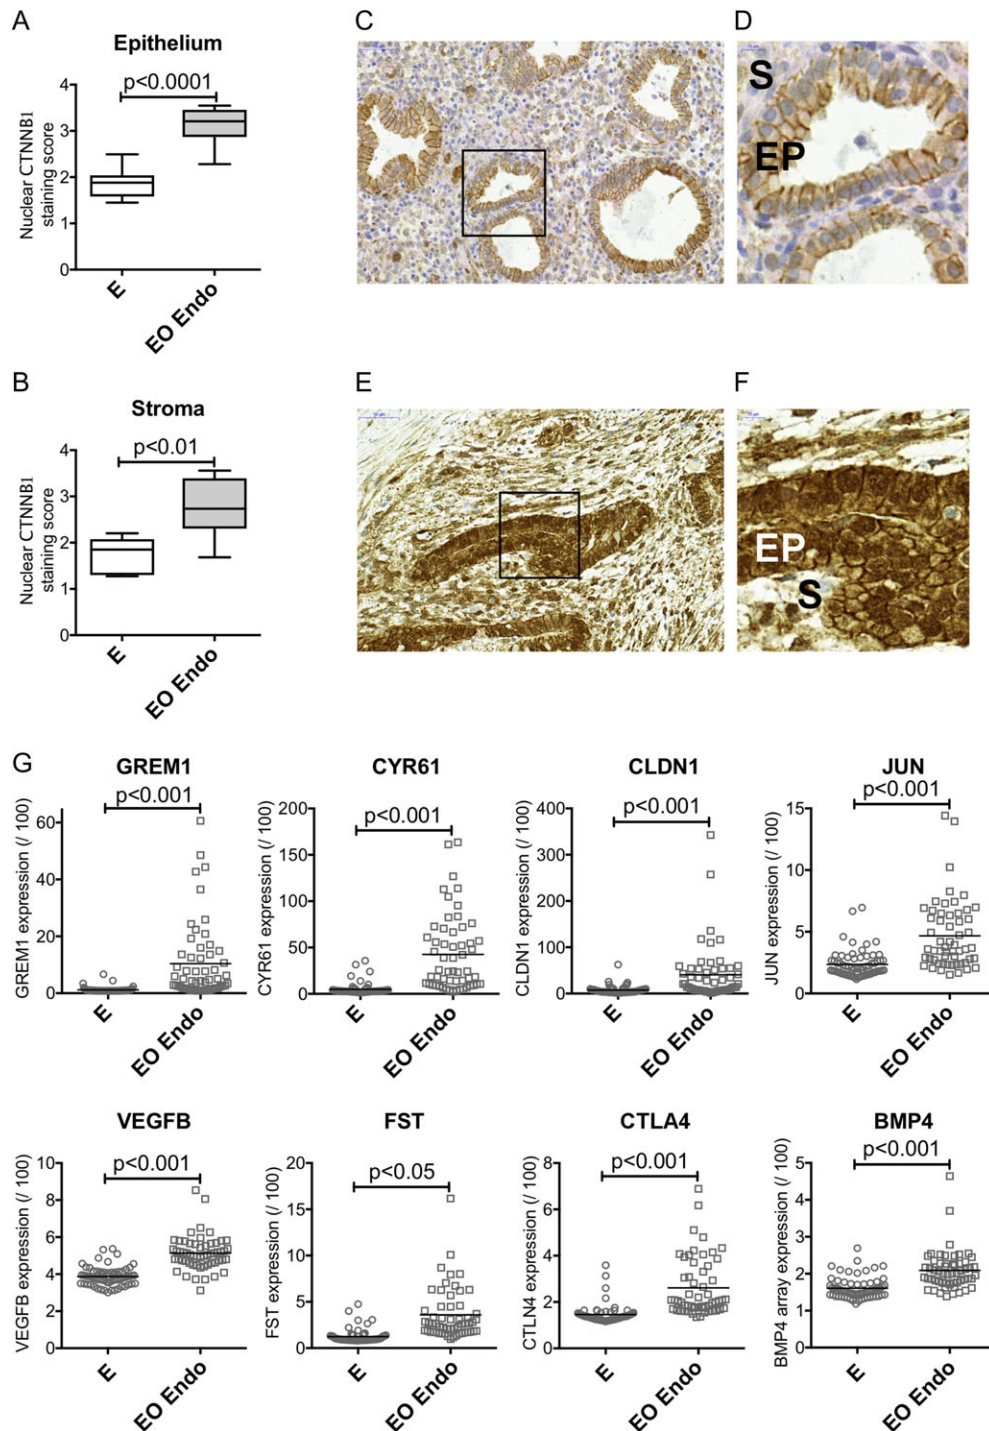 A
Epithelium
p<0.0001
4
3
2
1
0
Nuclear CTNNB1
staining score
E
EO Endo
C
D
S
EP
B
Stroma
p<0.01
4
3
2
1
0
Nuclear CTNNB1
staining score
E
EO Endo
E
F
EP
S
G
GREM1
p<0.001
60
40
20
0
GREM1 expression (/ 100)
E
EO Endo
CYR61
p<0.001
200
150
100
50
0
CYR61 expression (/ 100)
E
EO Endo
CLDN1
p<0.001
400
300
200
100
0
CLDN1 expression (/ 100)
E
EO Endo
JUN
p<0.001
15
10
5
0
JUN expression (/ 100)
E
EO Endo
VEGFB
p<0.001
10
8
6
4
2
0
VEGFB expression (/ 100)
E
EO Endo
FST
p<0.05
20
15
10
5
0
FST expression (/ 100)
E
EO Endo
CTLA4
p<0.001
8
6
4
2
0
CTLN4 expression (/ 100)
E
EO Endo
BMP4
p<0.001
5
4
3
2
1
0
BMP4 array expression (/ 100)
E
EO Endo